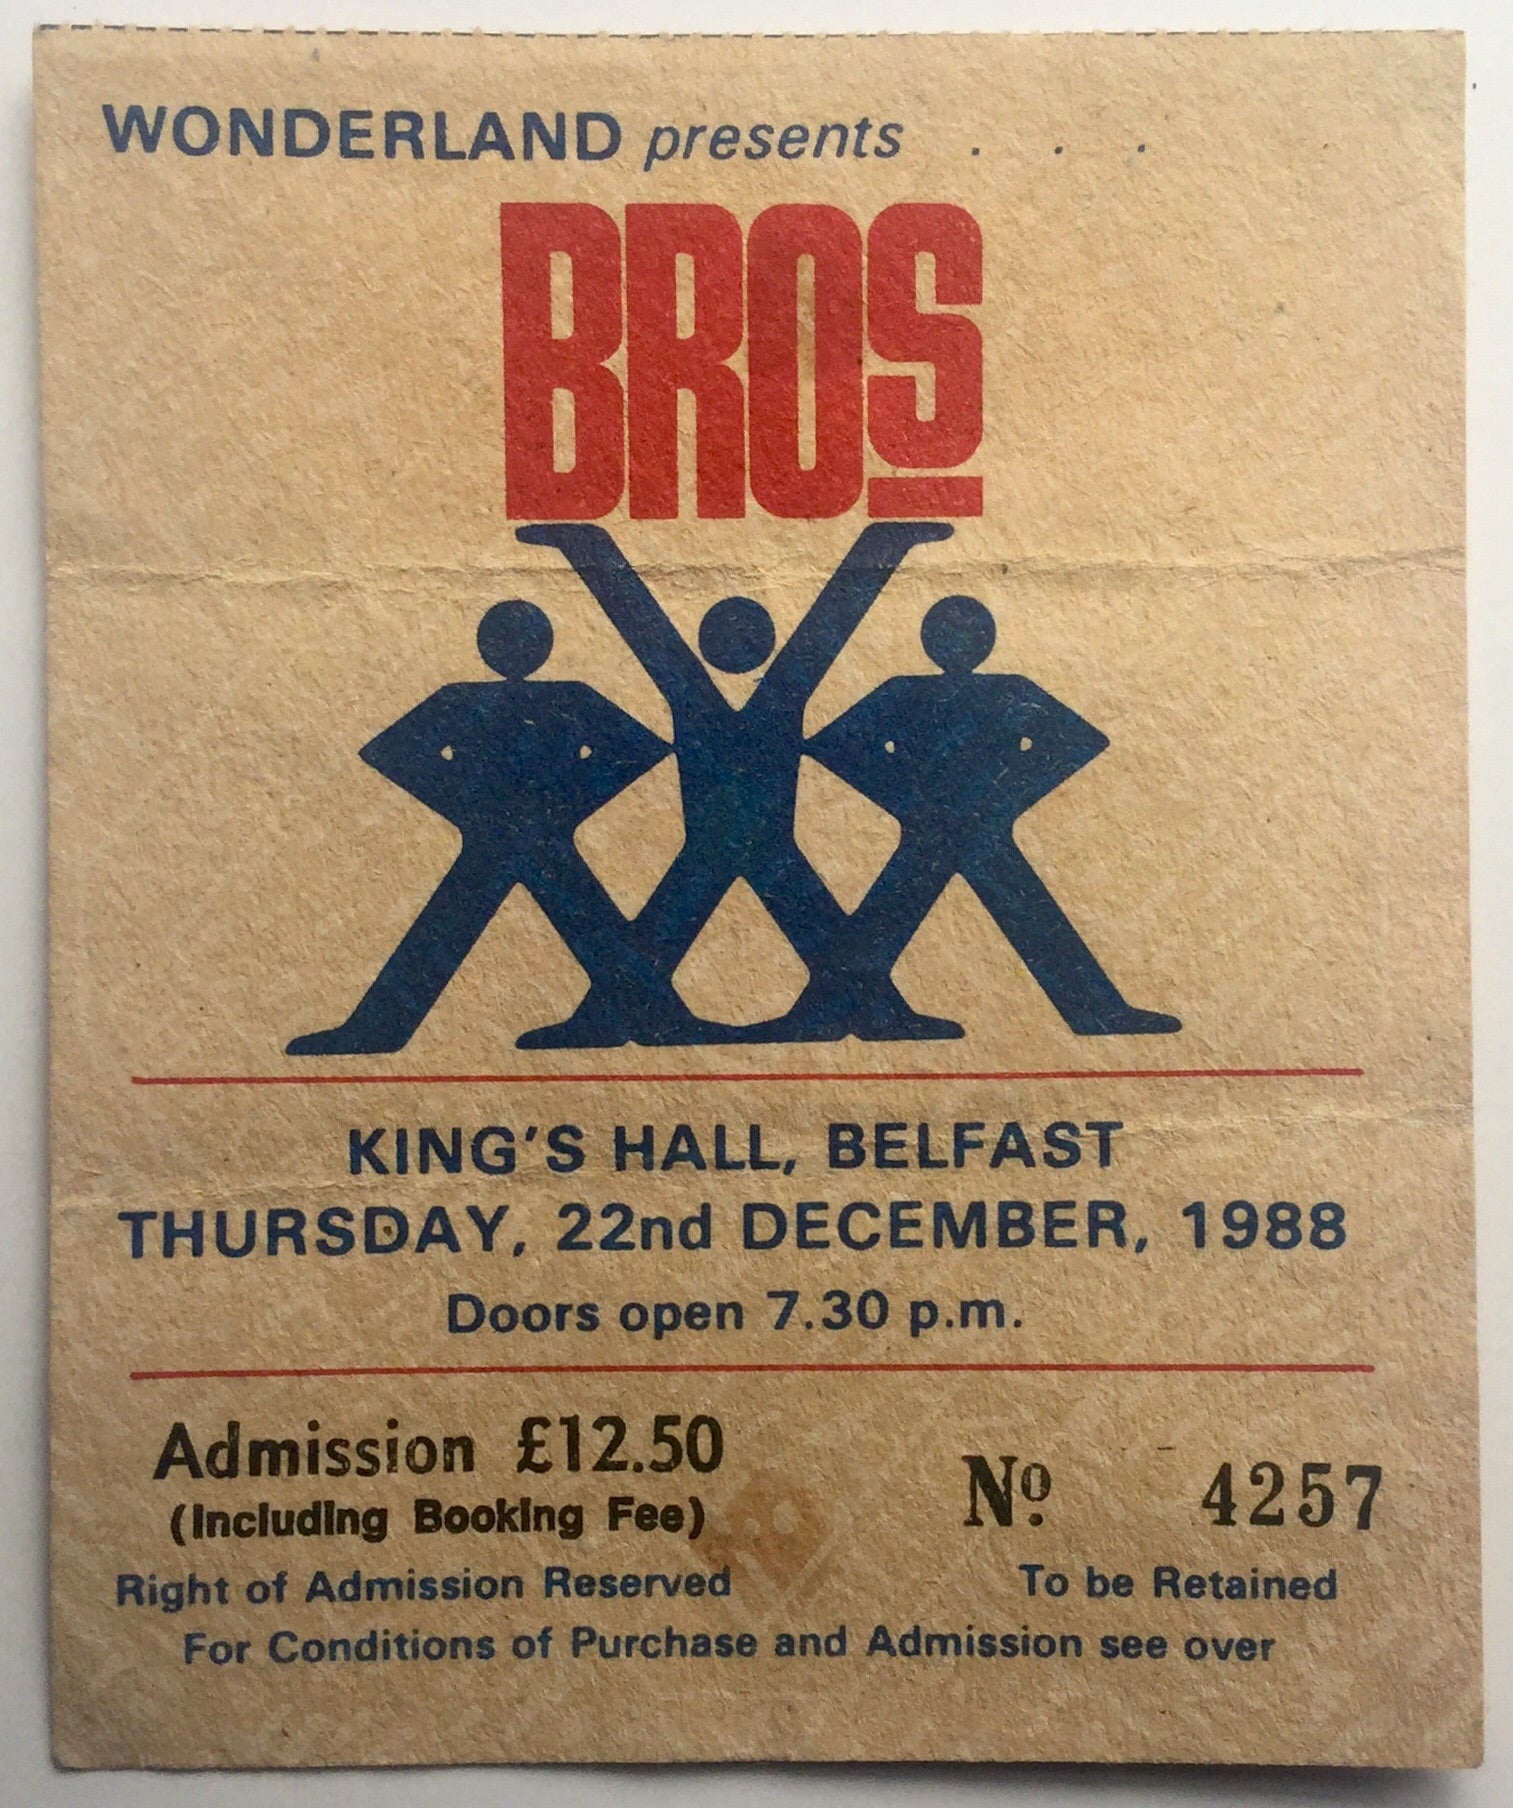 WONDERLAND presents . . .
BROS
KING'S HALL, BELFAST
THURSDAY, 22nd DECEMBER, 1988
Doors open 7.30 p.m.
Admission £12.50
(Including Booking Fee)
Nº 4257
Right of Admission Reserved
To be Retained
For Conditions of Purchase and Admission see over